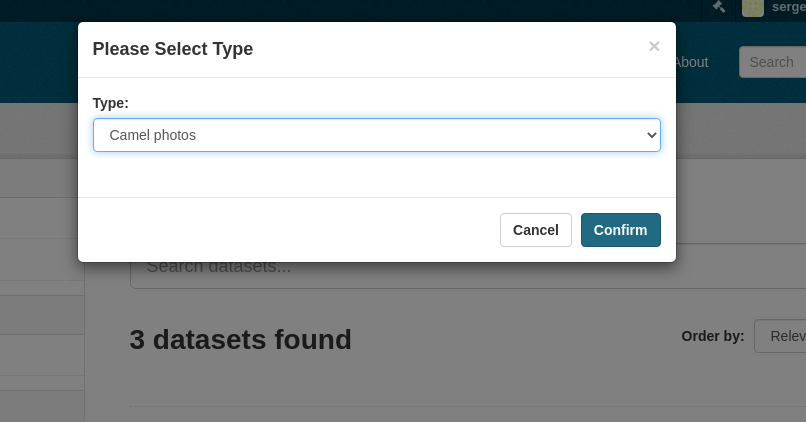 serge
Please Select Type
×
About
Search
Type:
Camel photos
Cancel
Confirm
Search datasets...
3 datasets found
Order by:
Relev